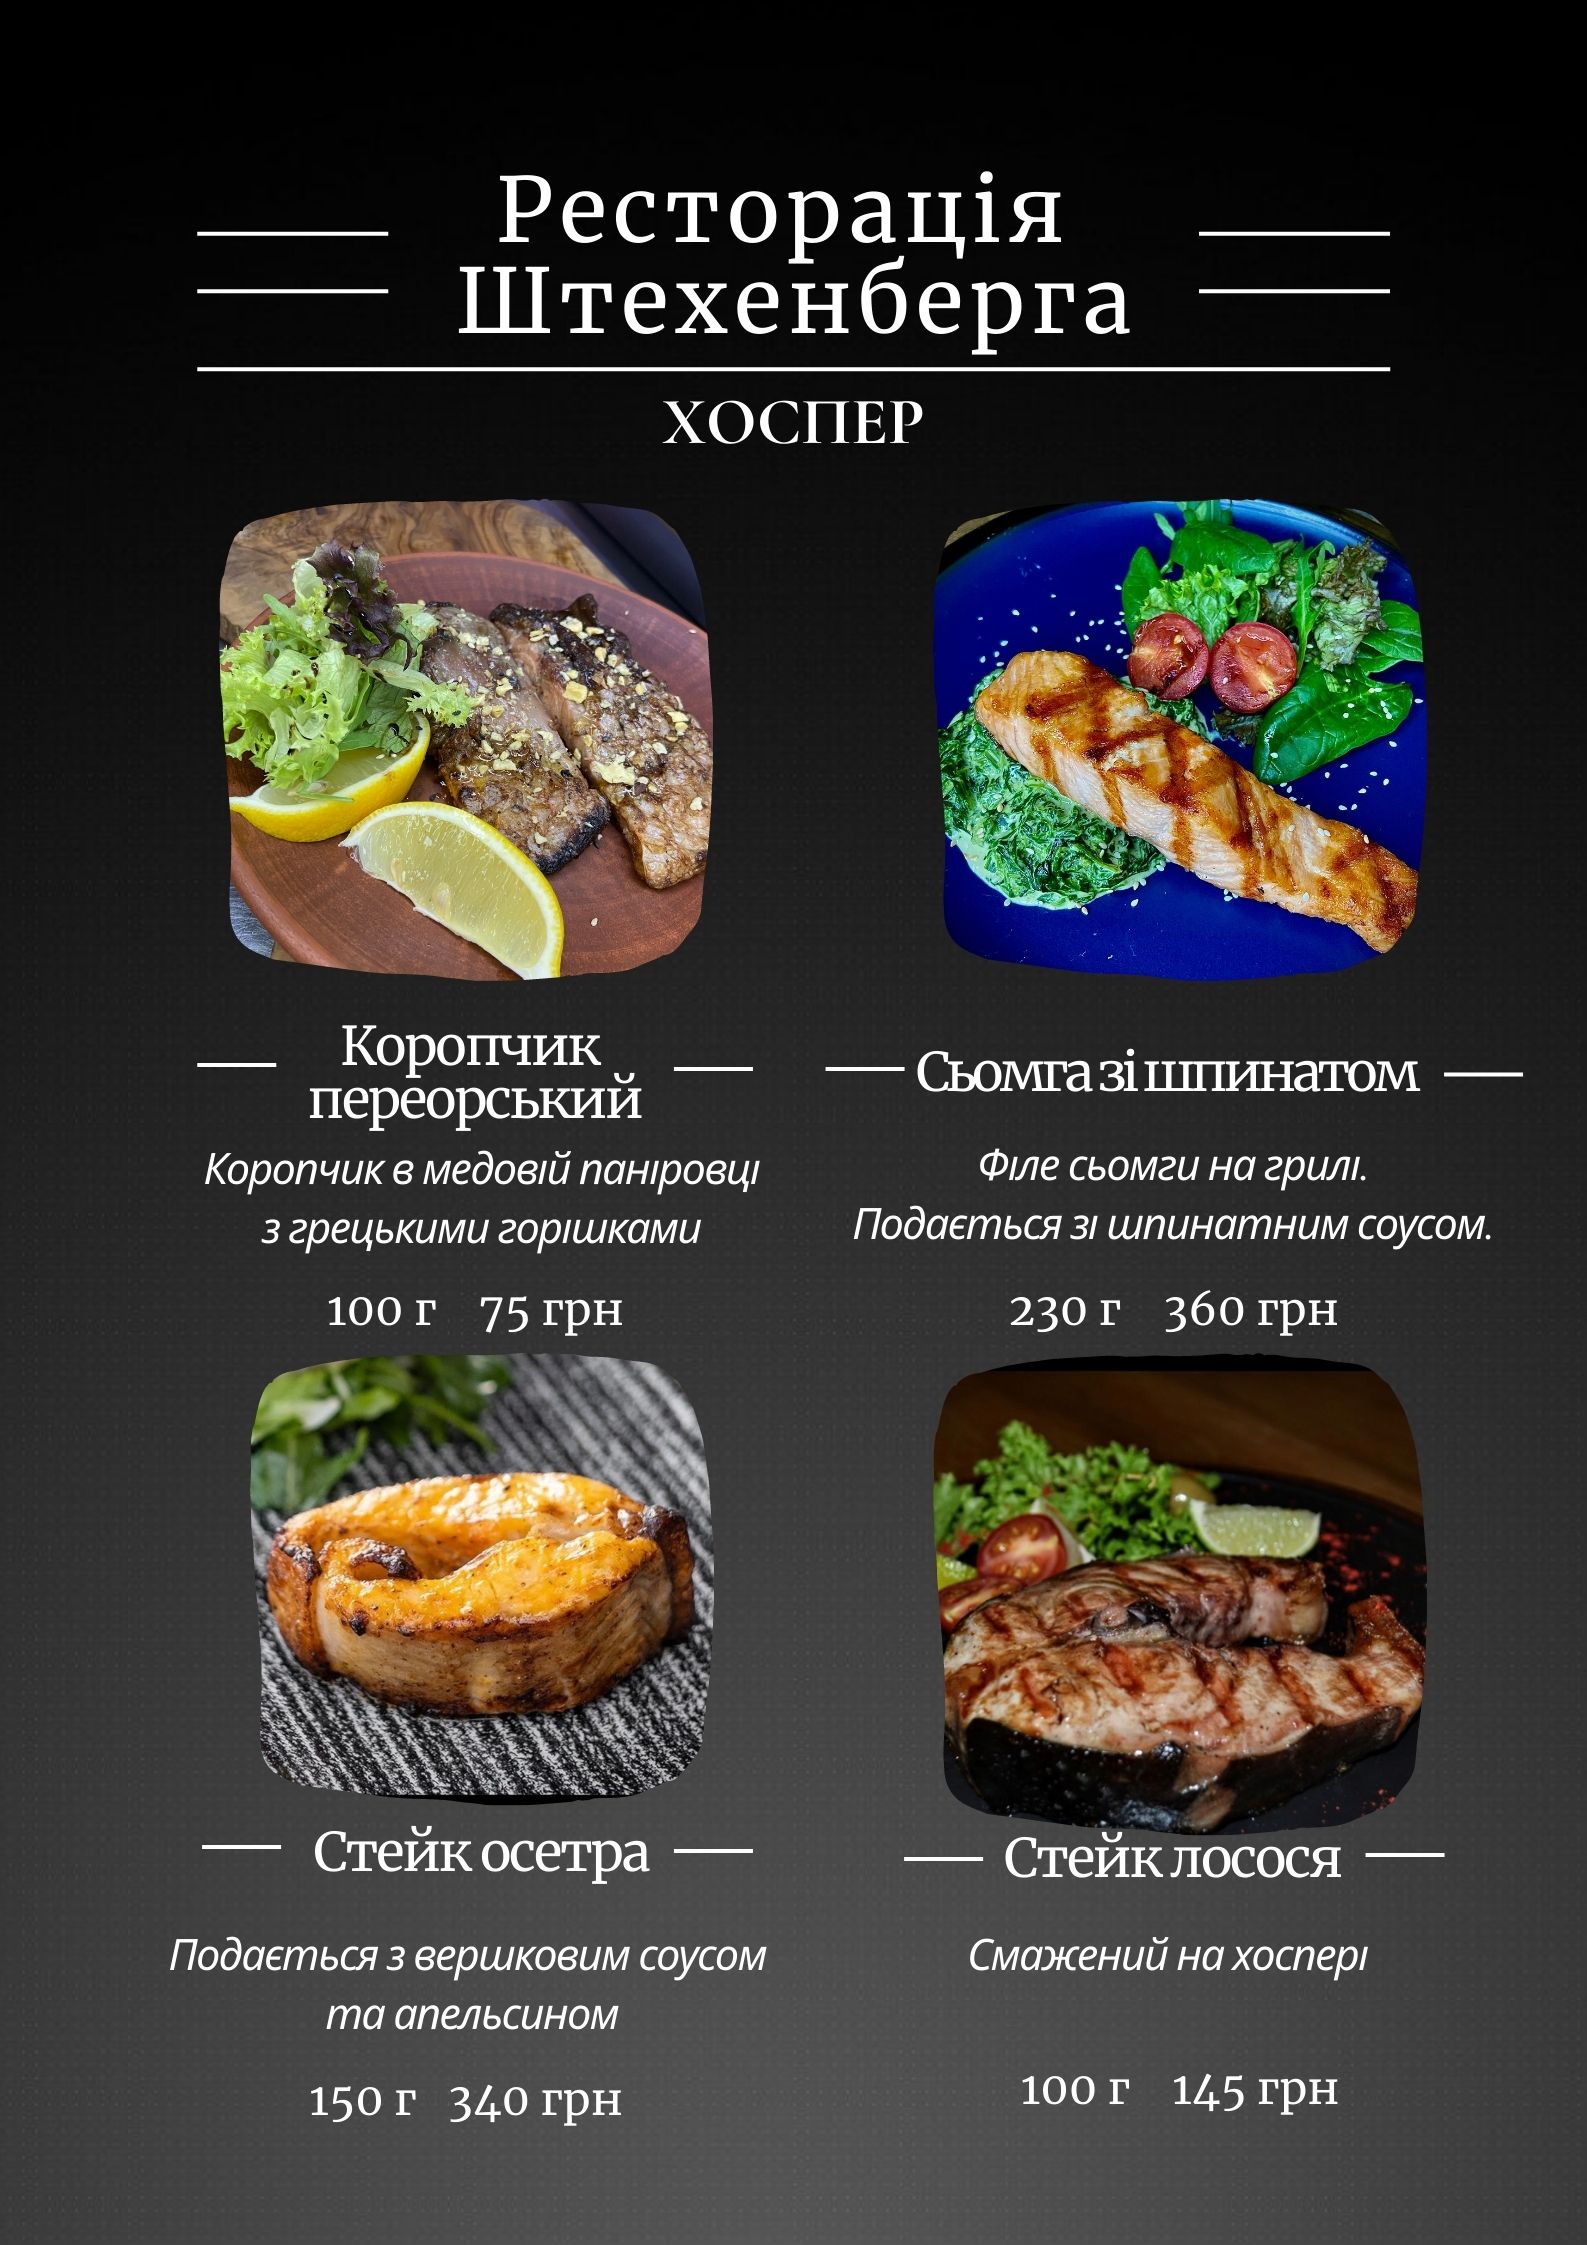 Ресторація
Штехенберга
ХОСПЕР
Коропчик
переорський
Коропчик в медовій паніровці
з грецькими горішками
100 г 75 грн
Сьомга зі шпинатом
Філе сьомги на грилі.
Подається зі шпинатним соусом.
230 г 360 грн
Стейк осетра
Подається з вершковим соусом
та апельсином
150 г 340 грн
Стейк лосося
Смажений на хоспері
100 г 145 грн